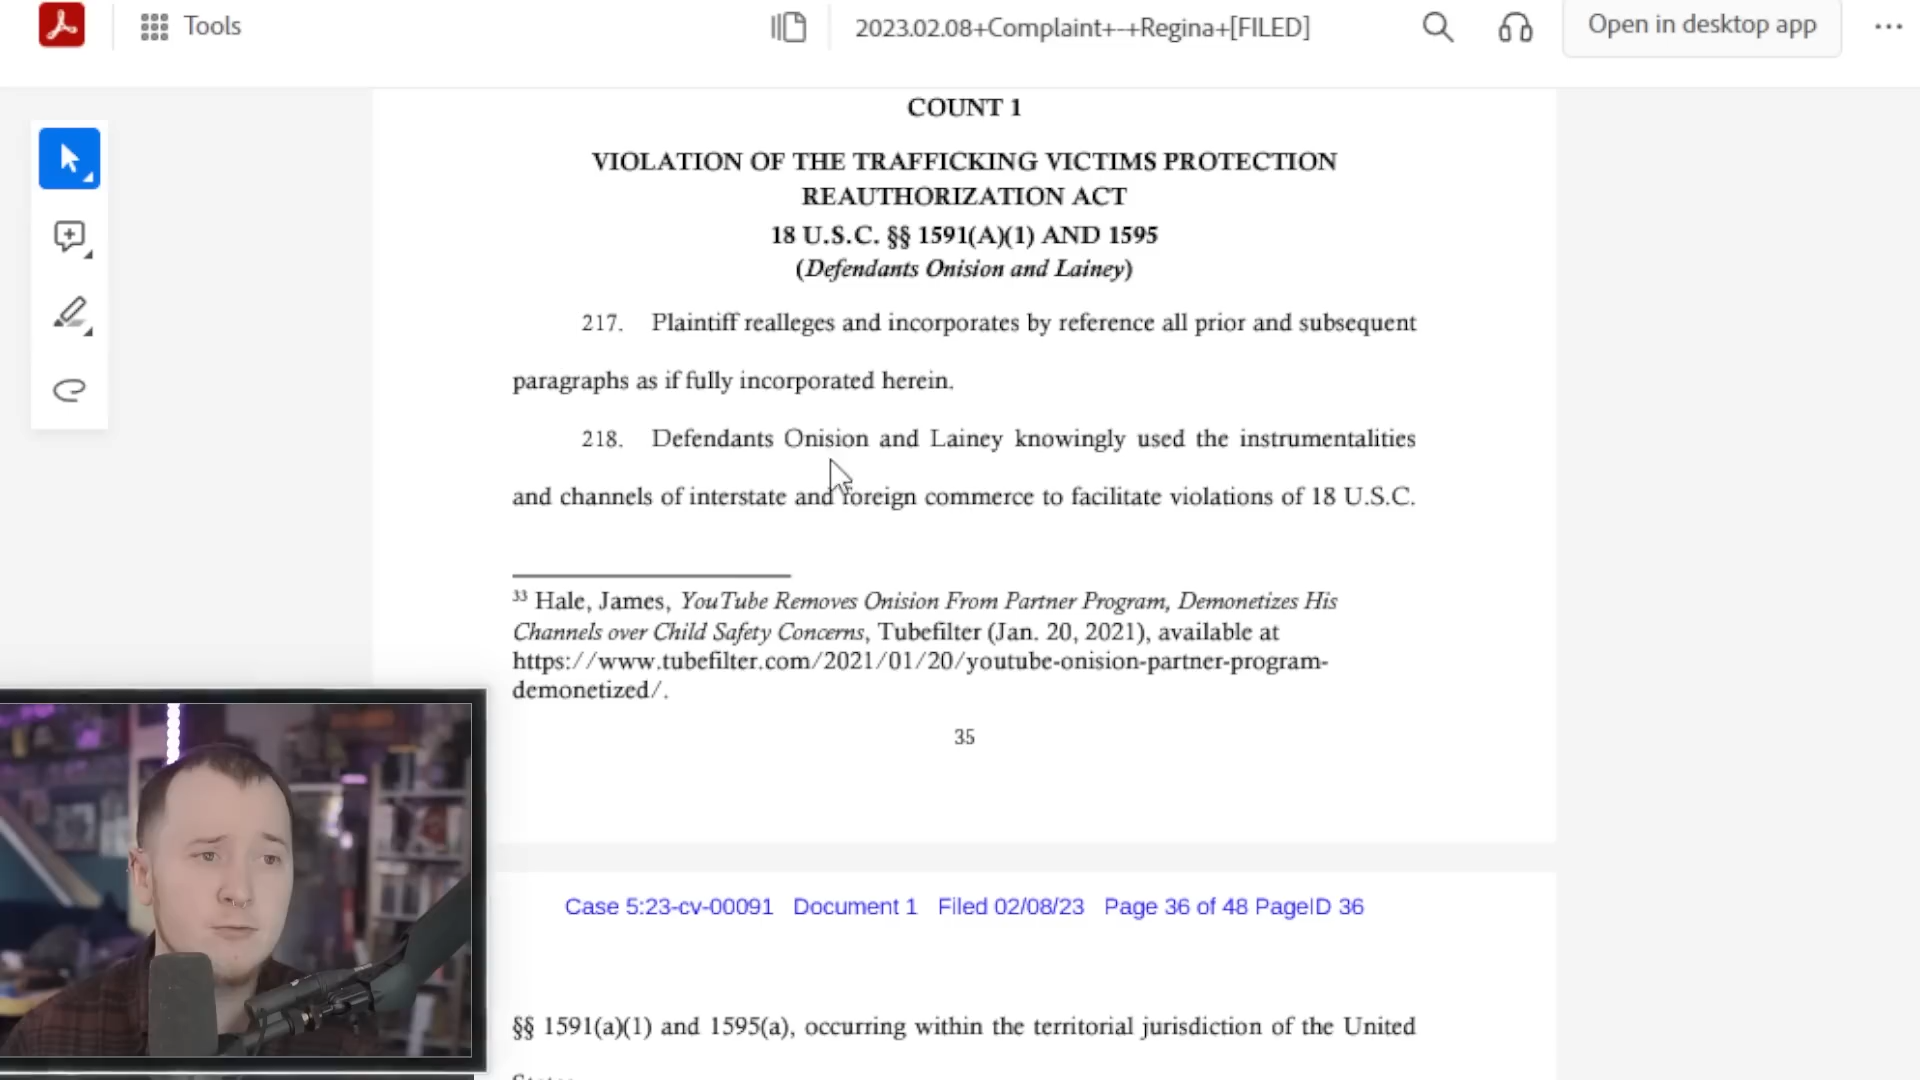 Tools
2023.02.08+Complaint+-+Regina+[FILED]
Open in desktop app
COUNT 1
VIOLATION OF THE TRAFFICKING VICTIMS PROTECTION
REAUTHORIZATION ACT
18 U.S.C. §§ 1591(A)(1) AND 1595
(Defendants Onision and Lainey)
217. Plaintiff realleges and incorporates by reference all prior and subsequent
paragraphs as if fully incorporated herein.
218. Defendants Onision and Lainey knowingly used the instrumentalities
and channels of interstate and foreign commerce to facilitate violations of 18 U.S.C.
33 Hale, James, YouTube Removes Onision From Partner Program, Demonetizes His
Channels over Child Safety Concerns, Tubefilter (Jan. 20, 2021), available at
https://www.tubefilter.com/2021/01/20/youtube-onision-partner-program-
demonetized/.
35
Case 5:23-cv-00091 Document 1 Filed 02/08/23 Page 36 of 48 PageID 36
§§ 1591(a)(1) and 1595(a), occurring within the territorial jurisdiction of the United